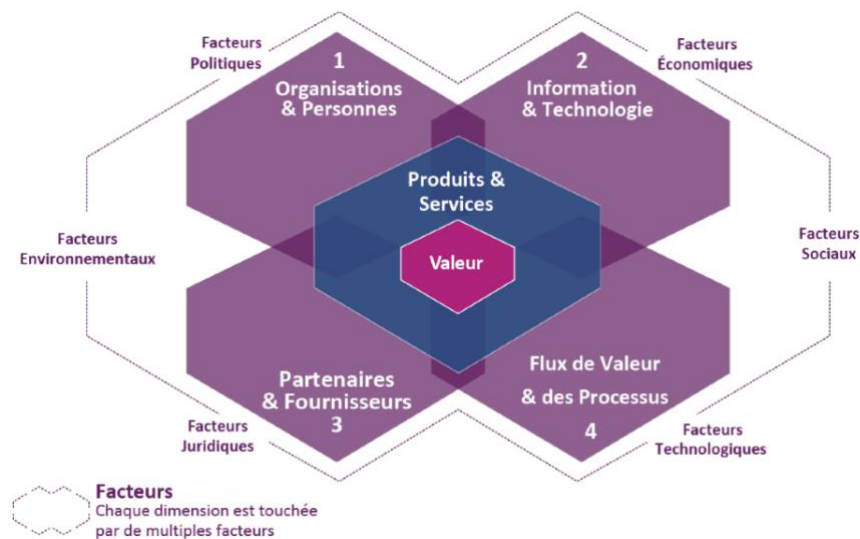 Facteurs
Politiques
1
Organisations
& Personnes
2
Information
& Technologie
Facteurs
Économiques
Produits &
Services
Valeur
Facteurs
Environnementaux
Facteurs
Sociaux
Partenaires
& Fournisseurs
3
Flux de Valeur
& des Processus
4
Facteurs
Juridiques
Facteurs
Technologiques
Facteurs
Chaque dimension est touchée
par de multiples facteurs